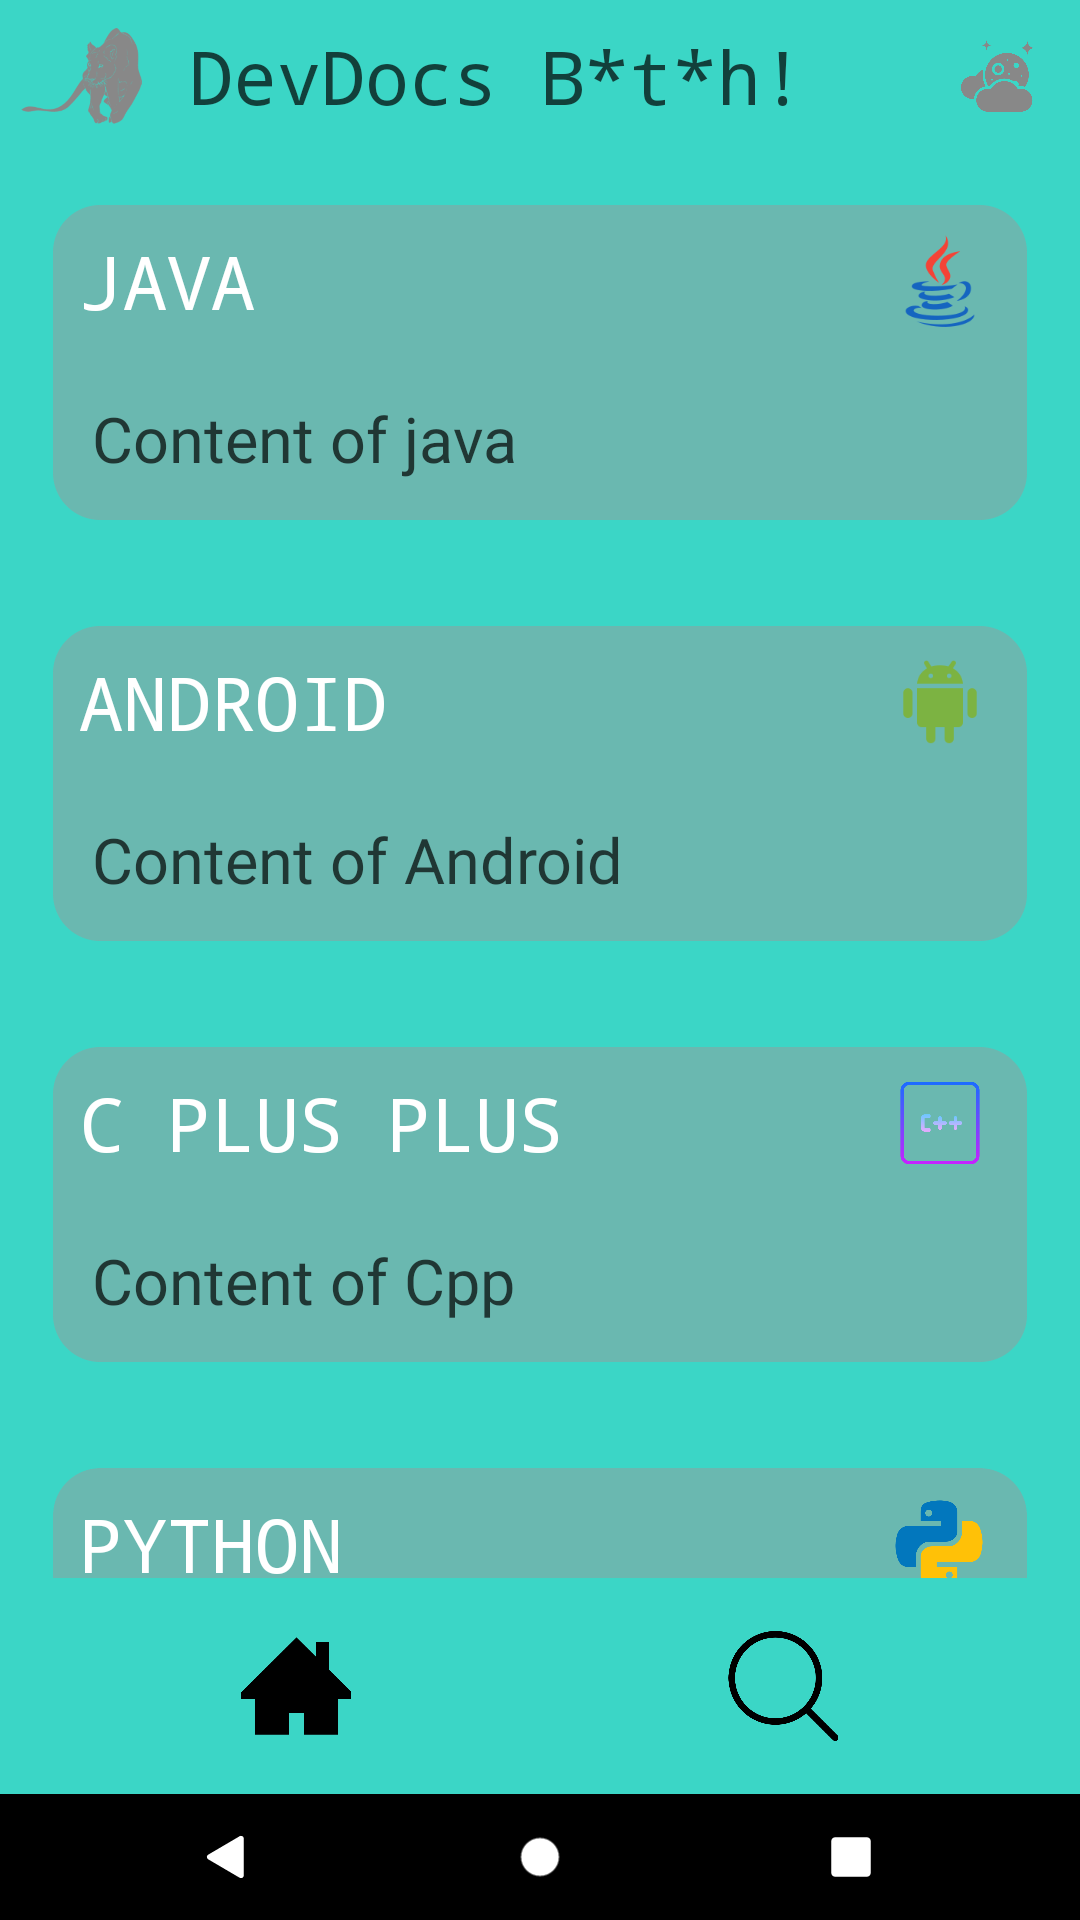 DevDocs B*t*h!
JAVA
Content of java
ANDROID
Content of Android
C PLUS PLUS
C++
Content of Cpp
PYTHON